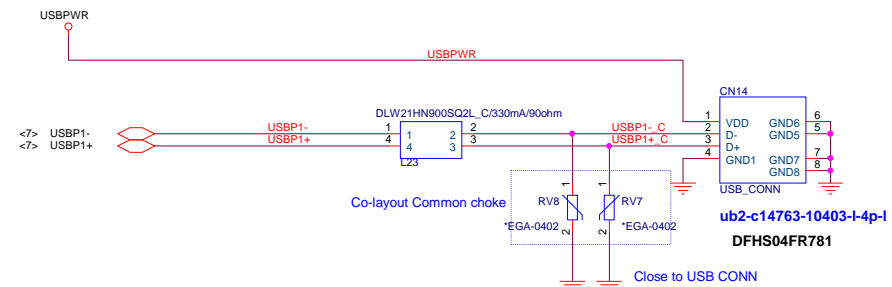 USBPWR
USBPWR
CN14
DLW21HN900SQ2L_C/330mA/90ohm
<7> USBP1-
<7> USBP1+
USBP1-
USBP1+
1
4
1
4
2
3
2
3
L23
USBP1-_C
USBP1+_C
1
2
3
4
VDD
D-
D+
GND1
GND6
GND5
GND7
GND8
6
5
7
8
USB_CONN
Co-layout Common choke
RV8
*EGA-0402
1
2
RV7
*EGA-0402
1
2
ub2-c14763-10403-l-4p-l
DFHS04FR781
Close to USB CONN